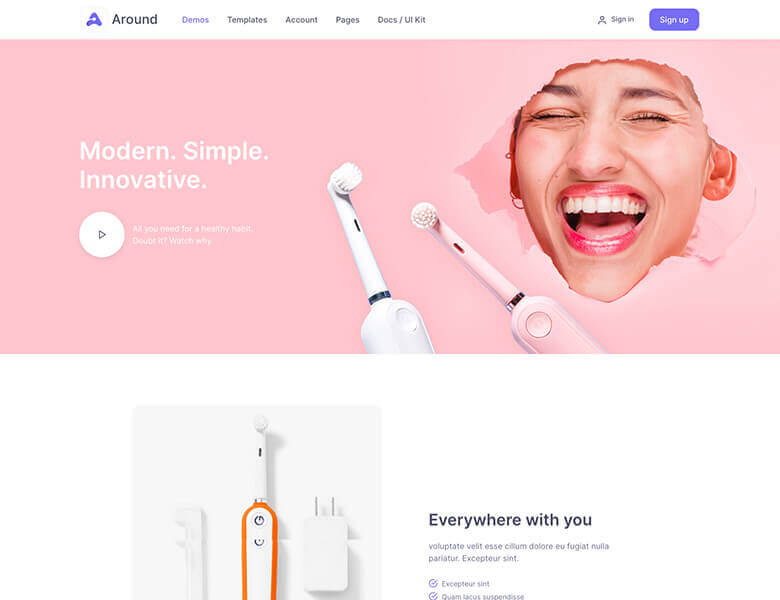 Around
Demos
Templates
Account
Pages
Docs / UI Kit
Sign in
Sign up
Modern. Simple.
Innovative.
All you need for a healthy habit.
Doubt it? Watch why.
Everywhere with you
voluptate velit esse cillum dolore eu fugiat nulla
pariatur. Excepteur sint.
Excepteur sint
Quam lacus suspendisse